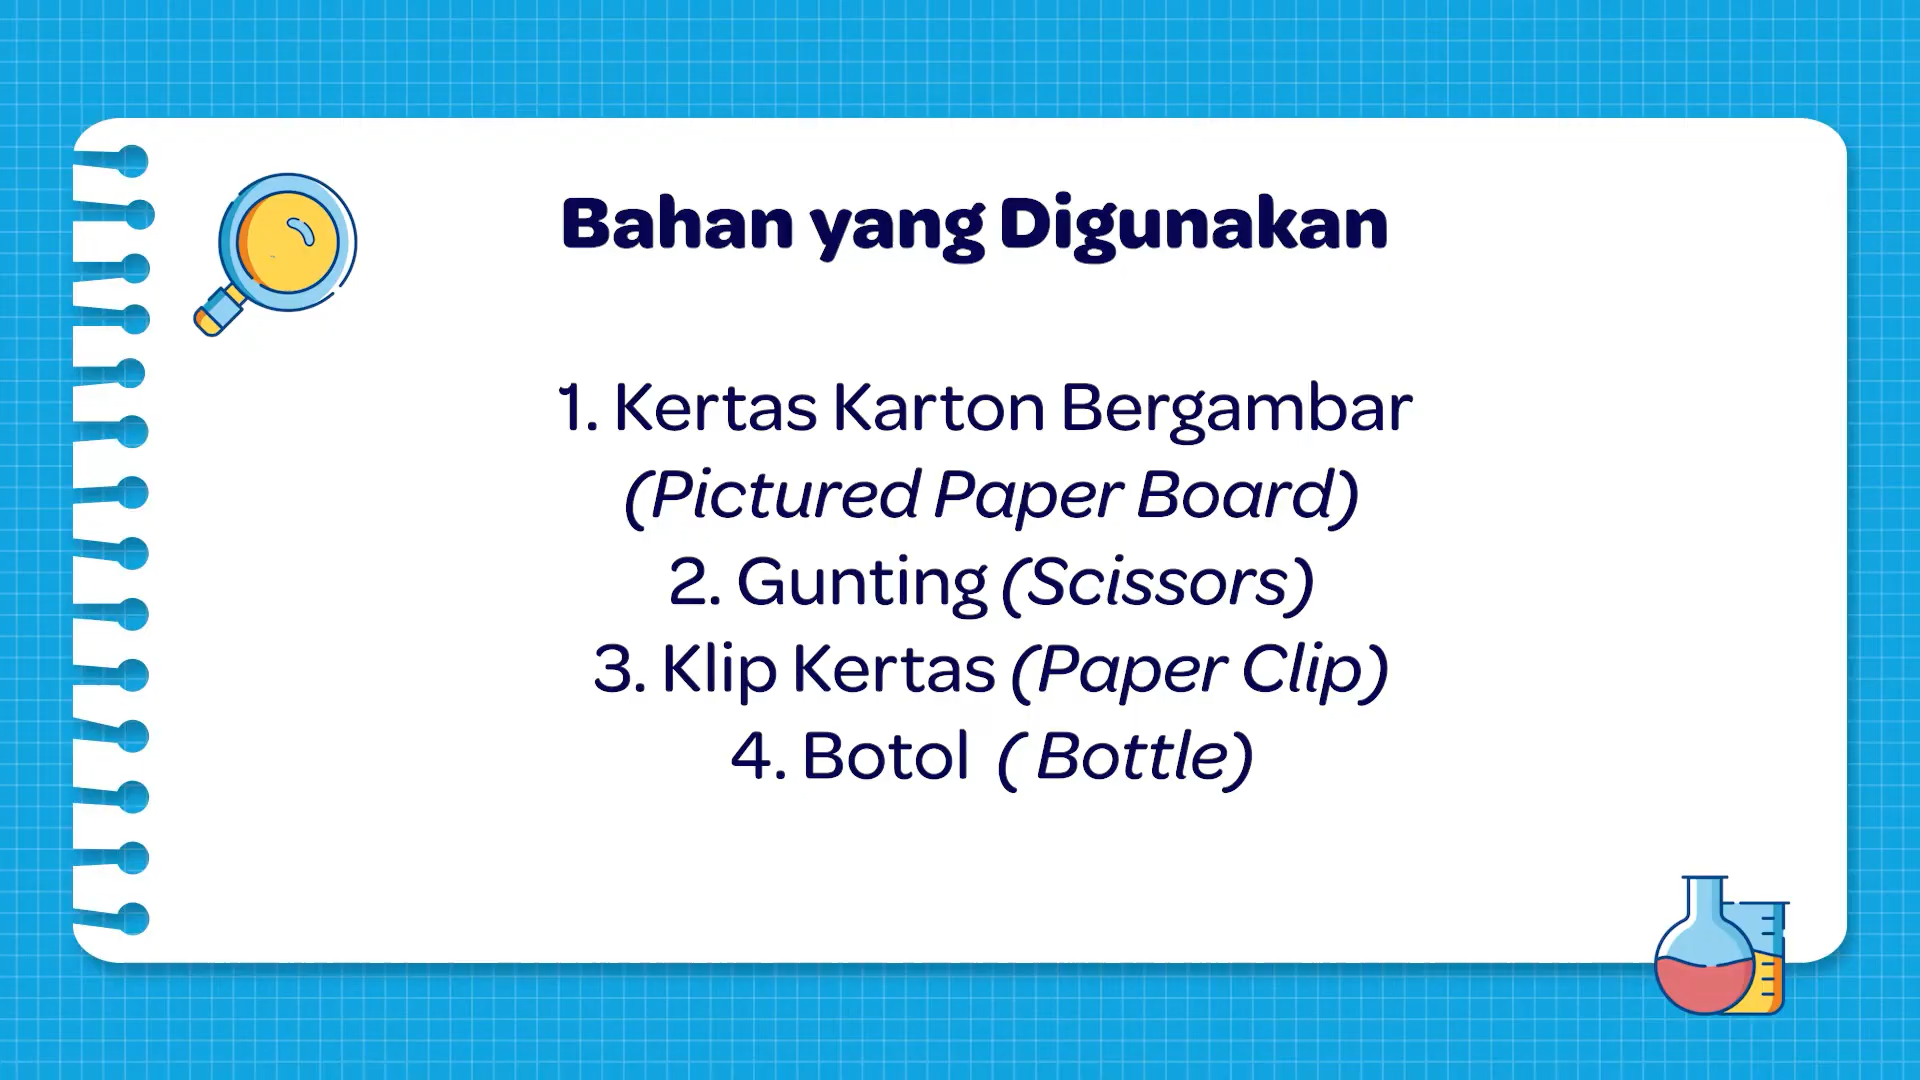 Bahan yang Digunakan
1. Kertas Karton Bergambar
(Pictured Paper Board)
2. Gunting (Scissors)
3. Klip Kertas (Paper Clip)
4. Botol ( Bottle)